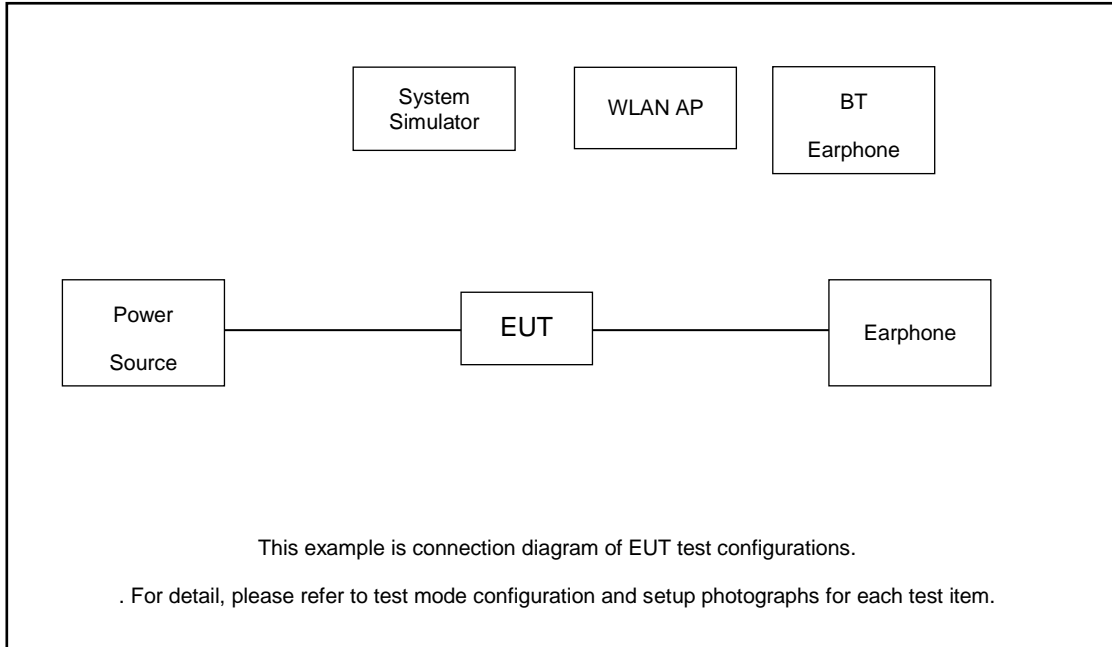 System
Simulator
WLAN AP
BT
Earphone
Power
Source
EUT
Earphone
This example is connection diagram of EUT test configurations.
. For detail, please refer to test mode configuration and setup photographs for each test item.